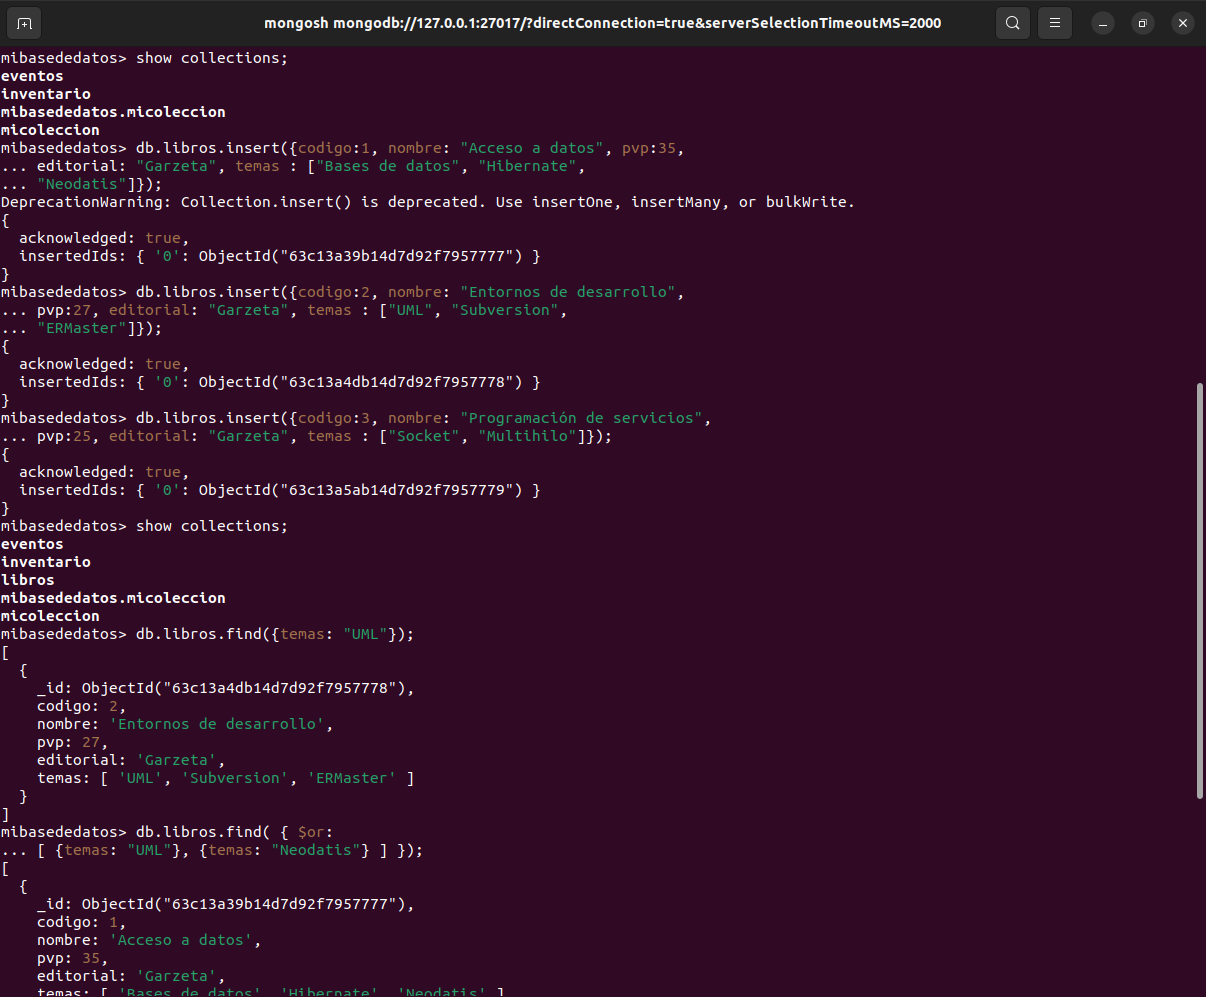 mongosh mongodb://127.0.0.1:27017/?directConnection=true&serverSelectionTimeoutMS=2000
mibasededatos> show collections;
eventos
inventario
mibasededatos.micoleccion
micoleccion
mibasededatos> db.libros.insert({codigo:1, nombre: "Acceso a datos", pvp:35,
... editorial: "Garzeta", temas : ["Bases de datos", "Hibernate",
... "Neodatis"]});
DeprecationWarning: Collection.insert() is deprecated. Use insertOne, insertMany, or bulkWrite.
{
  acknowledged: true,
  insertedIds: { '0': ObjectId("63c13a39b14d7d92f7957777") }
}
mibasededatos> db.libros.insert({codigo:2, nombre: "Entornos de desarrollo",
... pvp:27, editorial: "Garzeta", temas : ["UML", "Subversion",
... "ERMaster"]});
{
  acknowledged: true,
  insertedIds: { '0': ObjectId("63c13a4db14d7d92f7957778") }
}
mibasededatos> db.libros.insert({codigo:3, nombre: "Programación de servicios",
... pvp:25, editorial: "Garzeta", temas : ["Socket", "Multihilo"]});
{
  acknowledged: true,
  insertedIds: { '0': ObjectId("63c13a5ab14d7d92f7957779") }
}
mibasededatos> show collections;
eventos
inventario
libros
mibasededatos.micoleccion
micoleccion
mibasededatos> db.libros.find({temas: "UML"});
[
  {
    _id: ObjectId("63c13a4db14d7d92f7957778"),
    codigo: 2,
    nombre: 'Entornos de desarrollo',
    pvp: 27,
    editorial: 'Garzeta',
    temas: [ 'UML', 'Subversion', 'ERMaster' ]
  }
]
mibasededatos> db.libros.find( { $or:
... [ {temas: "UML"}, {temas: "Neodatis"} ] });
[
  {
    _id: ObjectId("63c13a39b14d7d92f7957777"),
    codigo: 1,
    nombre: 'Acceso a datos',
    pvp: 35,
    editorial: 'Garzeta',
    temas: [ 'Bases de datos', 'Hibernate', 'Neodatis' ]